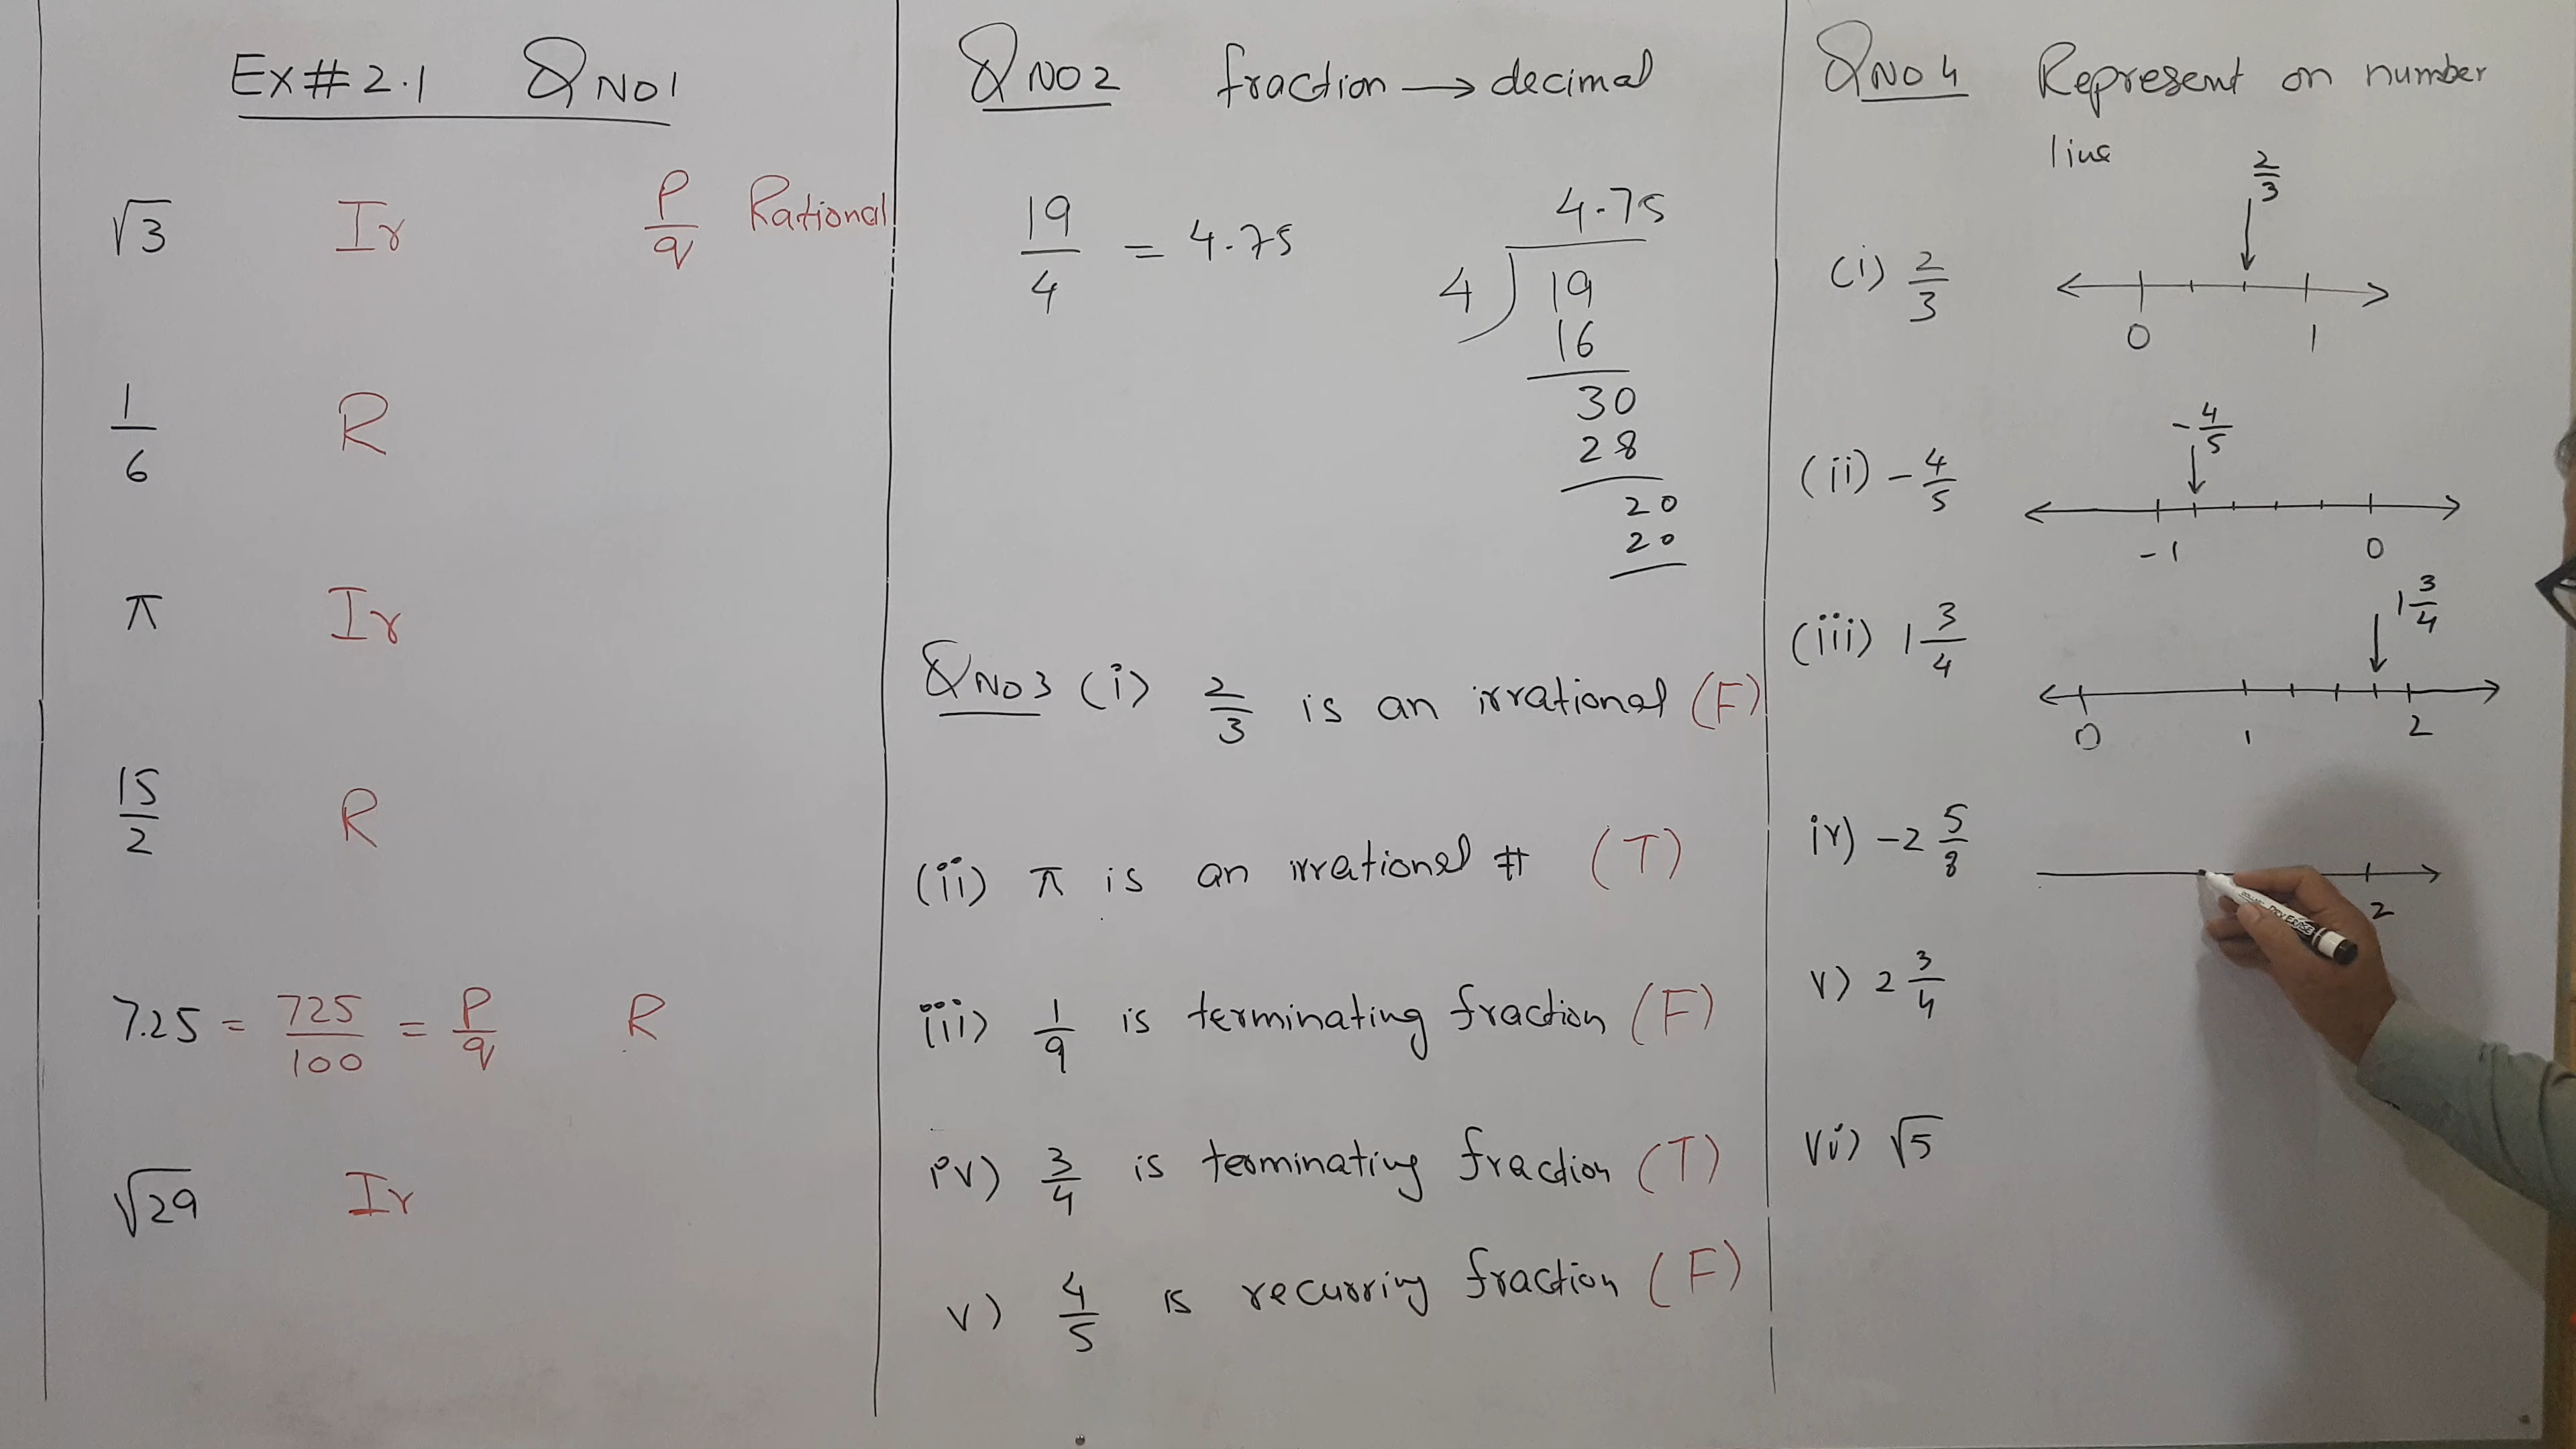 Ex#2.1 QNO1
√3 Ir P/q Rational
1/6 R
π Ir
15/2 R
7.25 = 725/100 = P/q R
√29 Ir
QNO2 fraction → decimal
19/4 = 4.75
4.75
4 ) 19
16
30
28
20
20
QNO3 (i) 2/3 is an irrational (F)
(ii) π is an irrational # (T)
(iii) 1/9 is terminating fraction (F)
iv) 3/4 is terminating fraction (T)
v) 4/5 is recurring fraction (F)
QNO4 Represent on number
line
2/3
(i) 2/3
0 1
-4/5
(ii) -4/5
-1 0
1 3/4
(iii) 1 3/4
0 1 2
iv) -2 5/8
2
v) 2 3/4
vi) √5